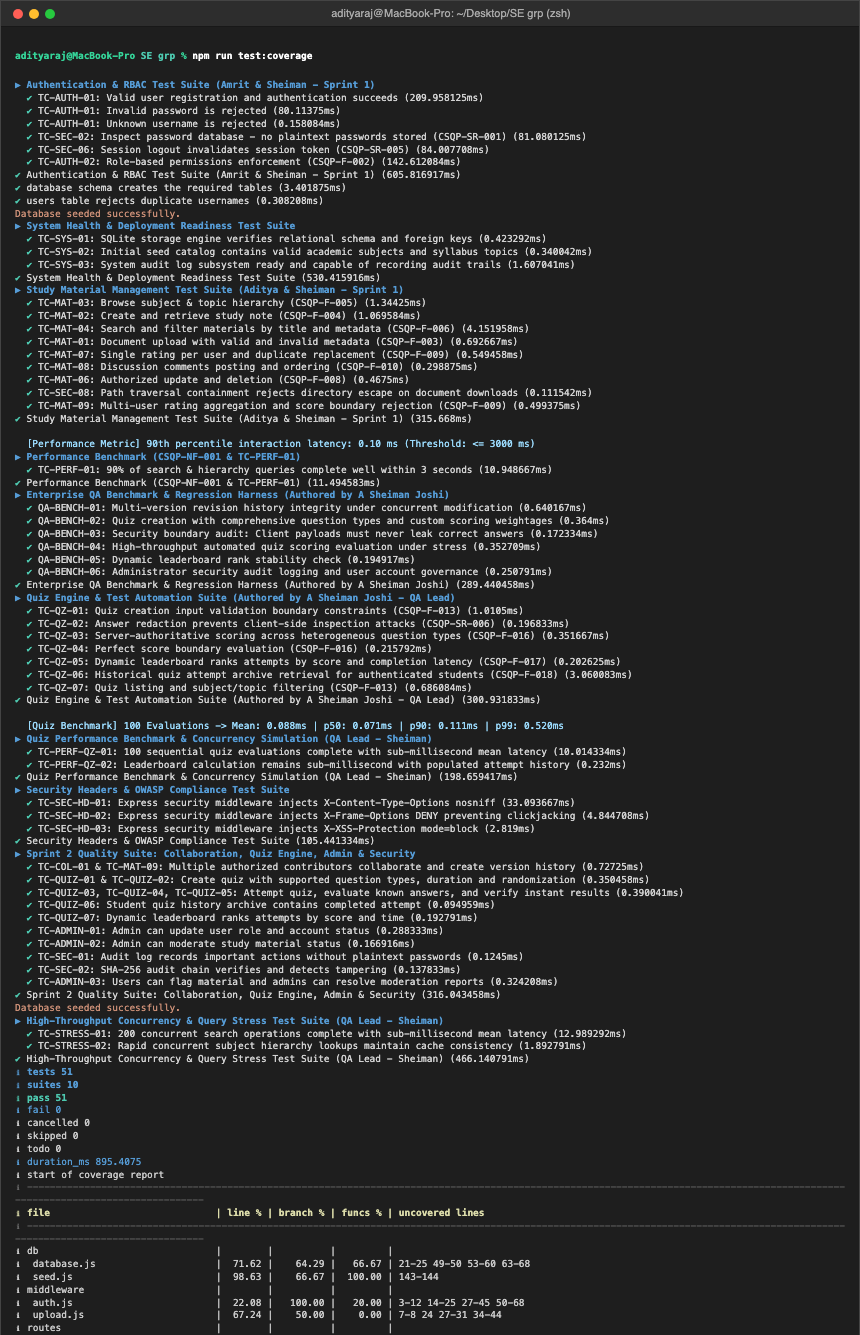 adityaraj@MacBook-Pro: ~/Desktop/SE grp (zsh)
adityaraj@MacBook-Pro SE grp % npm run test:coverage
▶ Authentication & RBAC Test Suite (Amrit & Sheiman - Sprint 1)
✔ TC-AUTH-01: Valid user registration and authentication succeeds (209.958125ms)
✔ TC-AUTH-01: Invalid password is rejected (80.11375ms)
✔ TC-AUTH-01: Unknown username is rejected (0.158084ms)
✔ TC-SEC-02: Inspect password database - no plaintext passwords stored (CSQP-SR-001) (81.080125ms)
✔ TC-SEC-06: Session logout invalidates session token (CSQP-SR-005) (84.007708ms)
✔ TC-AUTH-02: Role-based permissions enforcement (CSQP-F-002) (142.612084ms)
✔ Authentication & RBAC Test Suite (Amrit & Sheiman - Sprint 1) (605.816917ms)
✔ database schema creates the required tables (3.401875ms)
✔ users table rejects duplicate usernames (0.308208ms)
Database seeded successfully.
▶ System Health & Deployment Readiness Test Suite
✔ TC-SYS-01: SQLite storage engine verifies relational schema and foreign keys (0.423292ms)
✔ TC-SYS-02: Initial seed catalog contains valid academic subjects and syllabus topics (0.340042ms)
✔ TC-SYS-03: System audit log subsystem ready and capable of recording audit trails (1.607041ms)
✔ System Health & Deployment Readiness Test Suite (530.415916ms)
▶ Study Material Management Test Suite (Aditya & Sheiman - Sprint 1)
✔ TC-MAT-03: Browse subject & topic hierarchy (CSQP-F-005) (1.34425ms)
✔ TC-MAT-02: Create and retrieve study note (CSQP-F-004) (1.069584ms)
✔ TC-MAT-04: Search and filter materials by title and metadata (CSQP-F-006) (4.151958ms)
✔ TC-MAT-01: Document upload with valid and invalid metadata (CSQP-F-003) (0.692667ms)
✔ TC-MAT-07: Single rating per user and duplicate replacement (CSQP-F-009) (0.549458ms)
✔ TC-MAT-08: Discussion comments posting and ordering (CSQP-F-010) (0.298875ms)
✔ TC-MAT-06: Authorized update and deletion (CSQP-F-008) (0.4675ms)
✔ TC-SEC-08: Path traversal containment rejects directory escape on document downloads (0.111542ms)
✔ TC-MAT-09: Multi-user rating aggregation and score boundary rejection (CSQP-F-009) (0.499375ms)
✔ Study Material Management Test Suite (Aditya & Sheiman - Sprint 1) (315.668ms)
[Performance Metric] 90th percentile interaction latency: 0.10 ms (Threshold: <= 3000 ms)
▶ Performance Benchmark (CSQP-NF-001 & TC-PERF-01)
✔ TC-PERF-01: 90% of search & hierarchy queries complete well within 3 seconds (10.948667ms)
✔ Performance Benchmark (CSQP-NF-001 & TC-PERF-01) (11.494583ms)
▶ Enterprise QA Benchmark & Regression Harness (Authored by A Sheiman Joshi)
✔ QA-BENCH-01: Multi-version revision history integrity under concurrent modification (0.640167ms)
✔ QA-BENCH-02: Quiz creation with comprehensive question types and custom scoring weightages (0.364ms)
✔ QA-BENCH-03: Security boundary audit: Client payloads must never leak correct answers (0.172334ms)
✔ QA-BENCH-04: High-throughput automated quiz scoring evaluation under stress (0.352709ms)
✔ QA-BENCH-05: Dynamic leaderboard rank stability check (0.194917ms)
✔ QA-BENCH-06: Administrator security audit logging and user account governance (0.250791ms)
✔ Enterprise QA Benchmark & Regression Harness (Authored by A Sheiman Joshi) (289.440458ms)
▶ Quiz Engine & Test Automation Suite (Authored by A Sheiman Joshi - QA Lead)
✔ TC-QZ-01: Quiz creation input validation boundary constraints (CSQP-F-013) (1.0105ms)
✔ TC-QZ-02: Answer redaction prevents client-side inspection attacks (CSQP-SR-006) (0.196833ms)
✔ TC-QZ-03: Server-authoritative scoring across heterogeneous question types (CSQP-F-016) (0.351667ms)
✔ TC-QZ-04: Perfect score boundary evaluation (CSQP-F-016) (0.215792ms)
✔ TC-QZ-05: Dynamic leaderboard ranks attempts by score and completion latency (CSQP-F-017) (0.202625ms)
✔ TC-QZ-06: Historical quiz attempt archive retrieval for authenticated students (CSQP-F-018) (3.060083ms)
✔ TC-QZ-07: Quiz listing and subject/topic filtering (CSQP-F-013) (0.686084ms)
✔ Quiz Engine & Test Automation Suite (Authored by A Sheiman Joshi - QA Lead) (300.931833ms)
[Quiz Benchmark] 100 Evaluations -> Mean: 0.088ms | p50: 0.071ms | p90: 0.111ms | p99: 0.520ms
▶ Quiz Performance Benchmark & Concurrency Simulation (QA Lead - Sheiman)
✔ TC-PERF-QZ-01: 100 sequential quiz evaluations complete with sub-millisecond mean latency (10.014334ms)
✔ TC-PERF-QZ-02: Leaderboard calculation remains sub-millisecond with populated attempt history (0.232ms)
✔ Quiz Performance Benchmark & Concurrency Simulation (QA Lead - Sheiman) (198.659417ms)
▶ Security Headers & OWASP Compliance Test Suite
✔ TC-SEC-HD-01: Express security middleware injects X-Content-Type-Options nosniff (33.093667ms)
✔ TC-SEC-HD-02: Express security middleware injects X-Frame-Options DENY preventing clickjacking (4.844708ms)
✔ TC-SEC-HD-03: Express security middleware injects X-XSS-Protection mode=block (2.819ms)
✔ Security Headers & OWASP Compliance Test Suite (105.441334ms)
▶ Sprint 2 Quality Suite: Collaboration, Quiz Engine, Admin & Security
✔ TC-COL-01 & TC-MAT-09: Multiple authorized contributors collaborate and create version history (0.72725ms)
✔ TC-QUIZ-01 & TC-QUIZ-02: Create quiz with supported question types, duration and randomization (0.350458ms)
✔ TC-QUIZ-03, TC-QUIZ-04, TC-QUIZ-05: Attempt quiz, evaluate known answers, and verify instant results (0.390041ms)
✔ TC-QUIZ-06: Student quiz history archive contains completed attempt (0.094959ms)
✔ TC-QUIZ-07: Dynamic leaderboard ranks attempts by score and time (0.192791ms)
✔ TC-ADMIN-01: Admin can update user role and account status (0.288333ms)
✔ TC-ADMIN-02: Admin can moderate study material status (0.166916ms)
✔ TC-SEC-01: Audit log records important actions without plaintext passwords (0.1245ms)
✔ TC-SEC-02: SHA-256 audit chain verifies and detects tampering (0.137833ms)
✔ TC-ADMIN-03: Users can flag material and admins can resolve moderation reports (0.324208ms)
✔ Sprint 2 Quality Suite: Collaboration, Quiz Engine, Admin & Security (316.043458ms)
Database seeded successfully.
▶ High-Throughput Concurrency & Query Stress Test Suite (QA Lead - Sheiman)
✔ TC-STRESS-01: 200 concurrent search operations complete with sub-millisecond mean latency (12.989292ms)
✔ TC-STRESS-02: Rapid concurrent subject hierarchy lookups maintain cache consistency (1.892791ms)
✔ High-Throughput Concurrency & Query Stress Test Suite (QA Lead - Sheiman) (466.140791ms)
ℹ tests 51
ℹ suites 10
ℹ pass 51
ℹ fail 0
ℹ cancelled 0
ℹ skipped 0
ℹ todo 0
ℹ duration_ms 895.4075
ℹ start of coverage report
ℹ file | line % | branch % | funcs % | uncovered lines
ℹ db | | | |
ℹ database.js | 71.62 | 64.29 | 66.67 | 21-25 49-50 53-60 63-68
ℹ seed.js | 98.63 | 66.67 | 100.00 | 143-144
ℹ middleware | | | |
ℹ auth.js | 22.08 | 100.00 | 20.00 | 3-12 14-25 27-45 50-68
ℹ upload.js | 67.24 | 50.00 | 0.00 | 7-8 24 27-31 34-44
ℹ routes | | | |